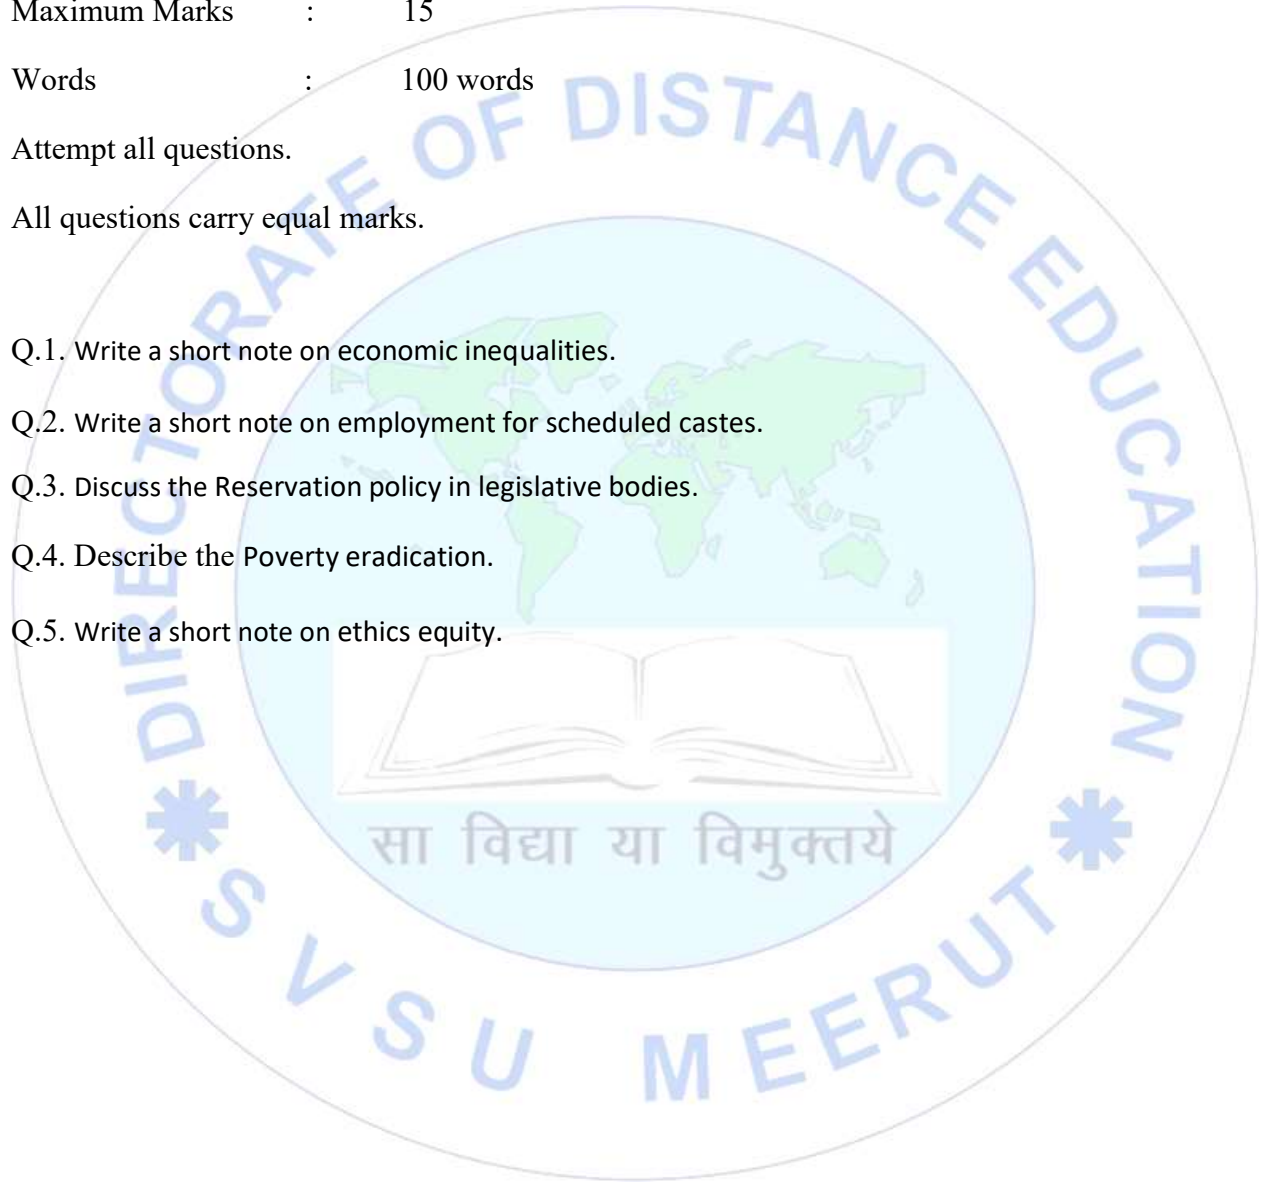 Maximum Marks : 15
Words : 100 words
Attempt all questions.
All questions carry equal marks.
Q.1. Write a short note on economic inequalities.
Q.2. Write a short note on employment for scheduled castes.
Q.3. Discuss the Reservation policy in legislative bodies.
Q.4. Describe the Poverty eradication.
Q.5. Write a short note on ethics equity.
DIRECTORATE OF DISTANCE EDUCATION
सा विद्या या विमुक्तये
SVSU MEERUT